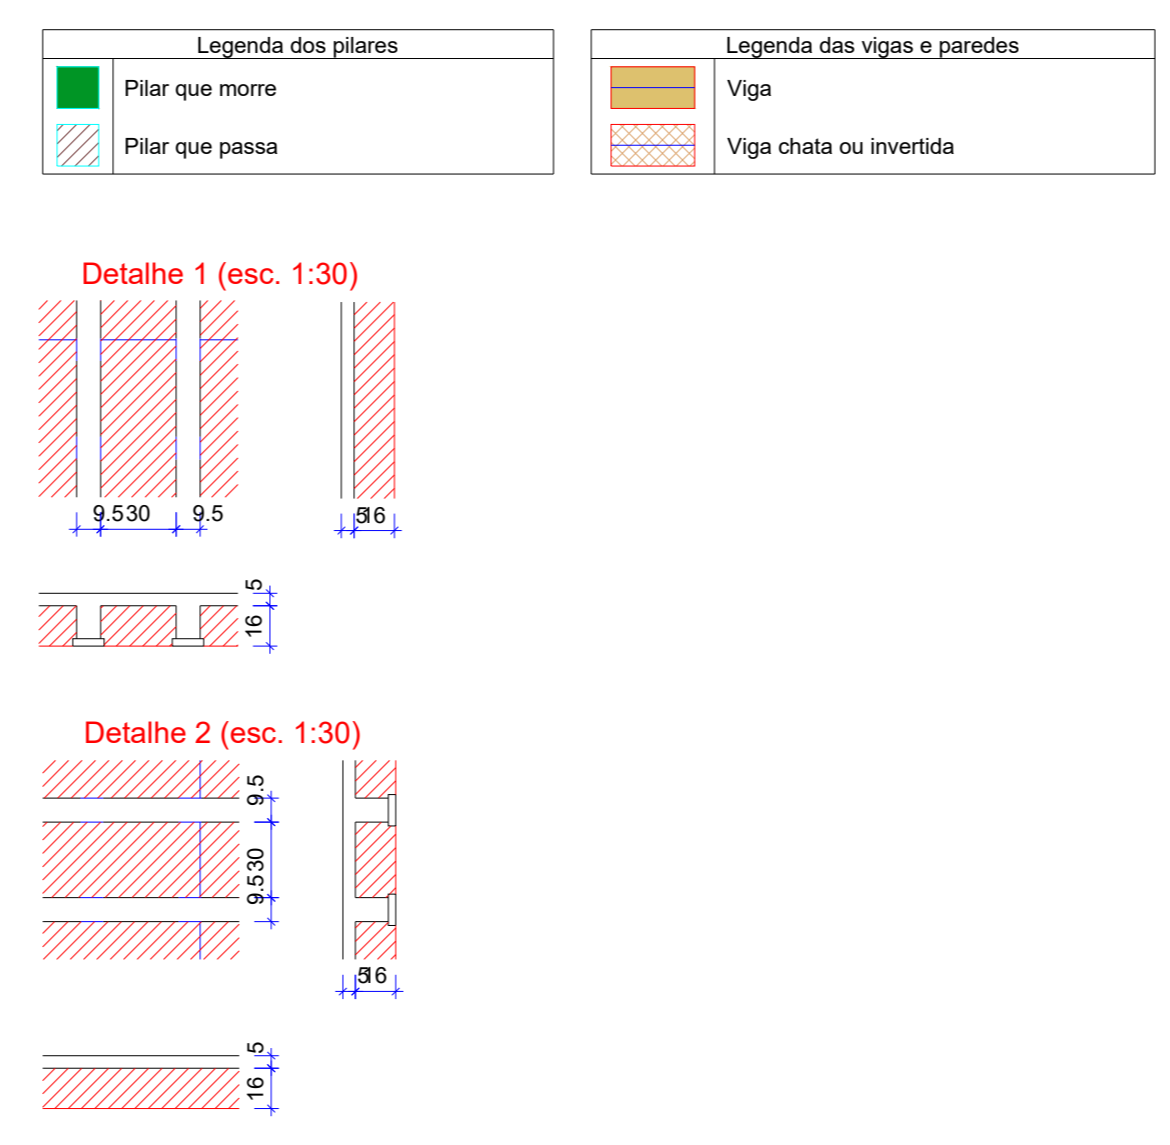 Legenda dos pilares
Pilar que morre
Pilar que passa
Legenda das vigas e paredes
Viga
Viga chata ou invertida
Detalhe 1 (esc. 1:30)
9.5 30 9.5
5 16
5
16
Detalhe 2 (esc. 1:30)
9.5
30
9.5
5 16
5
16